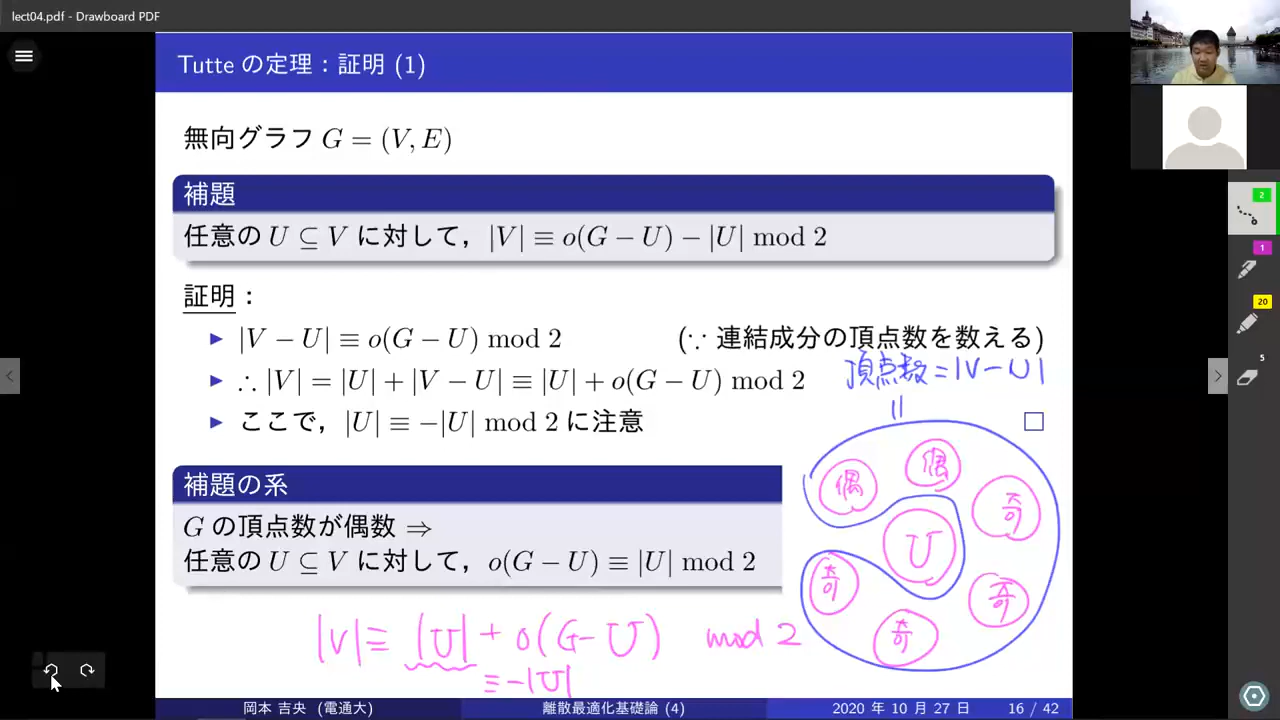 lect04.pdf - Drawboard PDF
Tutte の定理：証明 (1)
無向グラフ G = (V, E)
補題
任意の U ⊆ V に対して，|V| ≡ o(G − U) − |U| mod 2
証明：
▶ |V − U| ≡ o(G − U) mod 2 (∵ 連結成分の頂点数を数える)
頂点数=|V−U|
▶ ∴ |V| = |U| + |V − U| ≡ |U| + o(G − U) mod 2
▶ ここで，|U| ≡ −|U| mod 2 に注意
□
偶 偶 奇
U
奇 奇
奇
補題の系
G の頂点数が偶数 ⇒
任意の U ⊆ V に対して，o(G − U) ≡ |U| mod 2
|V| ≡ |U| + o(G−U) mod 2
≡ −|U|
岡本 吉央 (電通大) 離散最適化基礎論 (4) 2020 年 10 月 27 日 16 / 42
2
1
20
5